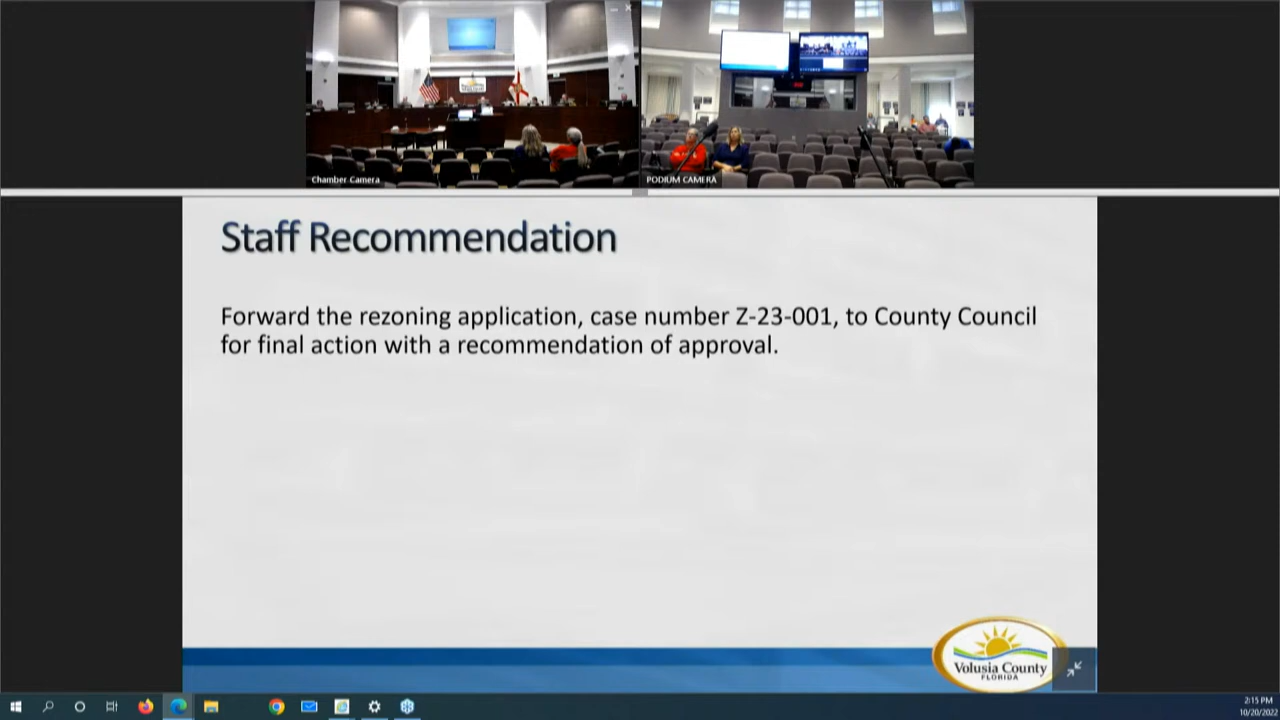 Chamber Camera
PODIUM CAMERA
Staff Recommendation
Forward the rezoning application, case number Z-23-001, to County Council
for final action with a recommendation of approval.
Volusia County
FLORIDA
2:15 PM
10/20/2022